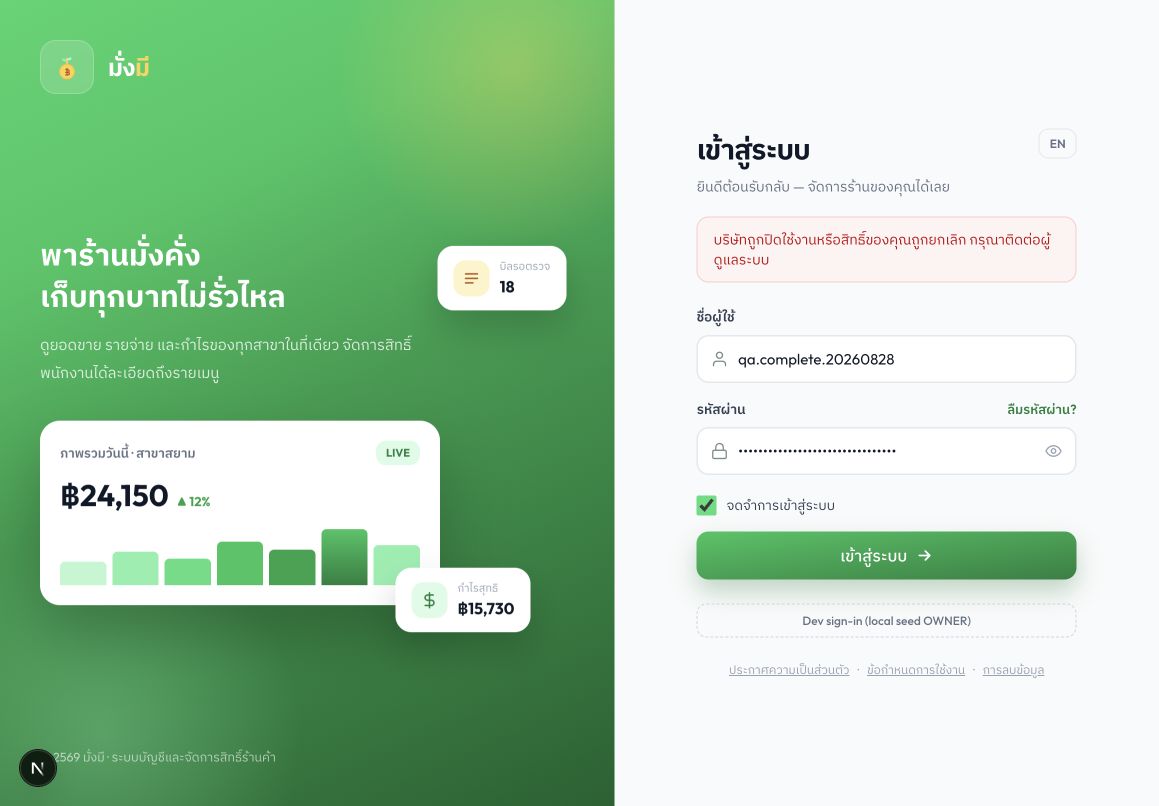 มั่งมี
พาร้านมั่งคั่ง
เก็บทุกบาทไม่รั่วไหล
ดูยอดขาย รายจ่าย และกำไรของทุกสาขาในที่เดียว จัดการสิทธิ์
พนักงานได้ละเอียดถึงรายเมนู
บิลรอตรวจ
18
ภาพรวมวันนี้ · สาขาสยาม
LIVE
฿24,150 ▲ 12%
กำไรสุทธิ
฿15,730
2569 มั่งมี · ระบบบัญชีและจัดการสิทธิ์ร้านค้า
N
เข้าสู่ระบบ
EN
ยินดีต้อนรับกลับ — จัดการร้านของคุณได้เลย
บริษัทถูกปิดใช้งานหรือสิทธิ์ของคุณถูกยกเลิก กรุณาติดต่อผู้
ดูแลระบบ
ชื่อผู้ใช้
qa.complete.20260828
รหัสผ่าน
ลืมรหัสผ่าน?
จดจำการเข้าสู่ระบบ
เข้าสู่ระบบ →
Dev sign-in (local seed OWNER)
ประกาศความเป็นส่วนตัว · ข้อกำหนดการใช้งาน · การลบข้อมูล